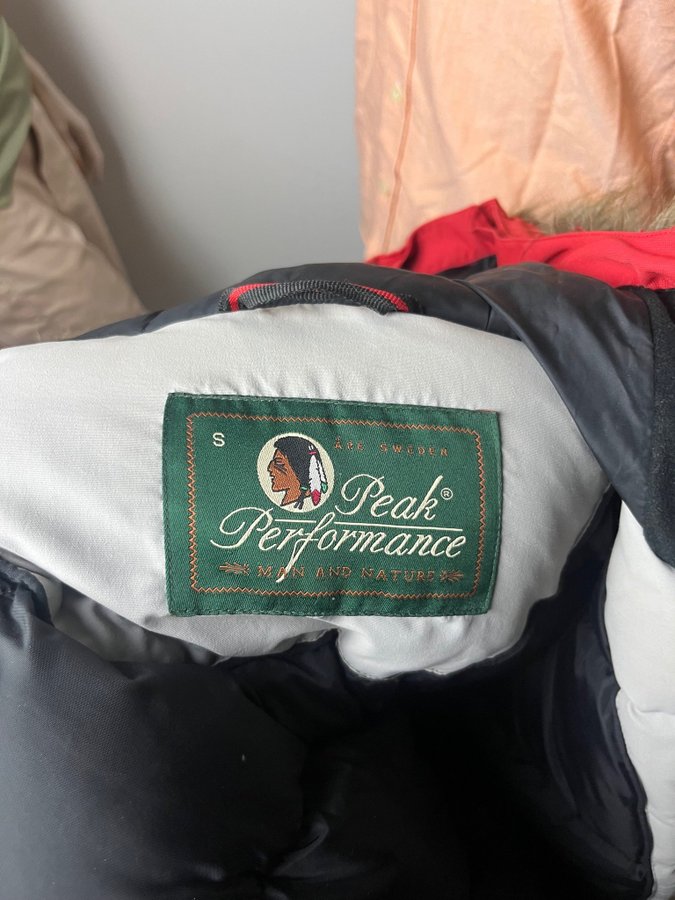 S
ÅRE SWEDEN
Peak®
Performance
MAN AND NATURE